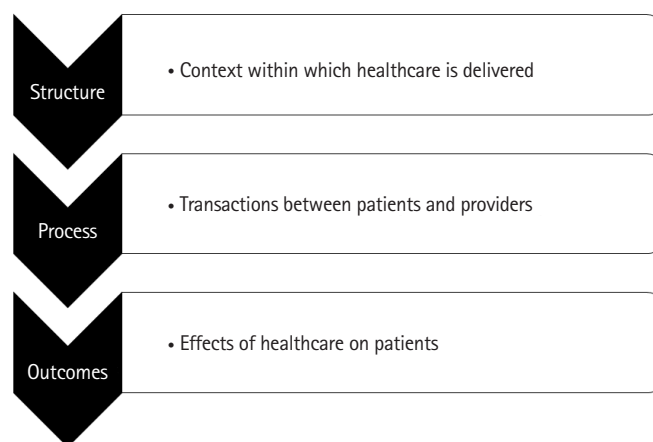 Structure
• Context within which healthcare is delivered
Process
• Transactions between patients and providers
Outcomes
• Effects of healthcare on patients